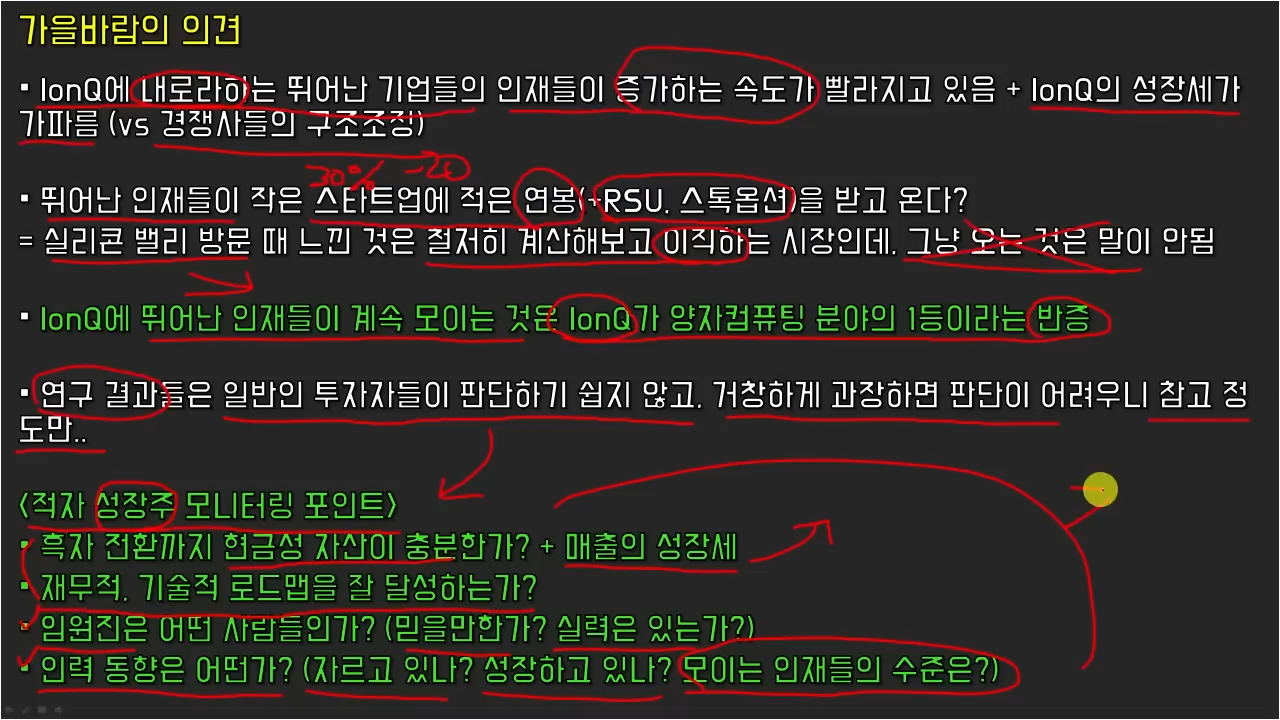 가을바람의 의견
▪ IonQ에 내로라하는 뛰어난 기업들의 인재들이 증가하는 속도가 빨라지고 있음 + IonQ의 성장세가
가파름 (vs 경쟁사들의 구조조정)
30% -20
▪ 뛰어난 인재들이 작은 스타트업에 적은 연봉(+RSU, 스톡옵션)을 받고 온다?
= 실리콘 밸리 방문 때 느낀 것은 철저히 계산해보고 이직하는 시장인데, 그냥 오는 것은 말이 안됨
▪ IonQ에 뛰어난 인재들이 계속 모이는 것은 IonQ가 양자컴퓨팅 분야의 1등이라는 반증
▪ 연구 결과들은 일반인 투자자들이 판단하기 쉽지 않고, 거창하게 과장하면 판단이 어려우니 참고 정
도만..
<적자 성장주 모니터링 포인트>
▪ 흑자 전환까지 현금성 자산이 충분한가? + 매출의 성장세
▪ 재무적, 기술적 로드맵을 잘 달성하는가?
▪ 임원진은 어떤 사람들인가? (믿을만한가? 실력은 있는가?)
▪ 인력 동향은 어떤가? (자르고 있나? 성장하고 있나? 모이는 인재들의 수준은?)